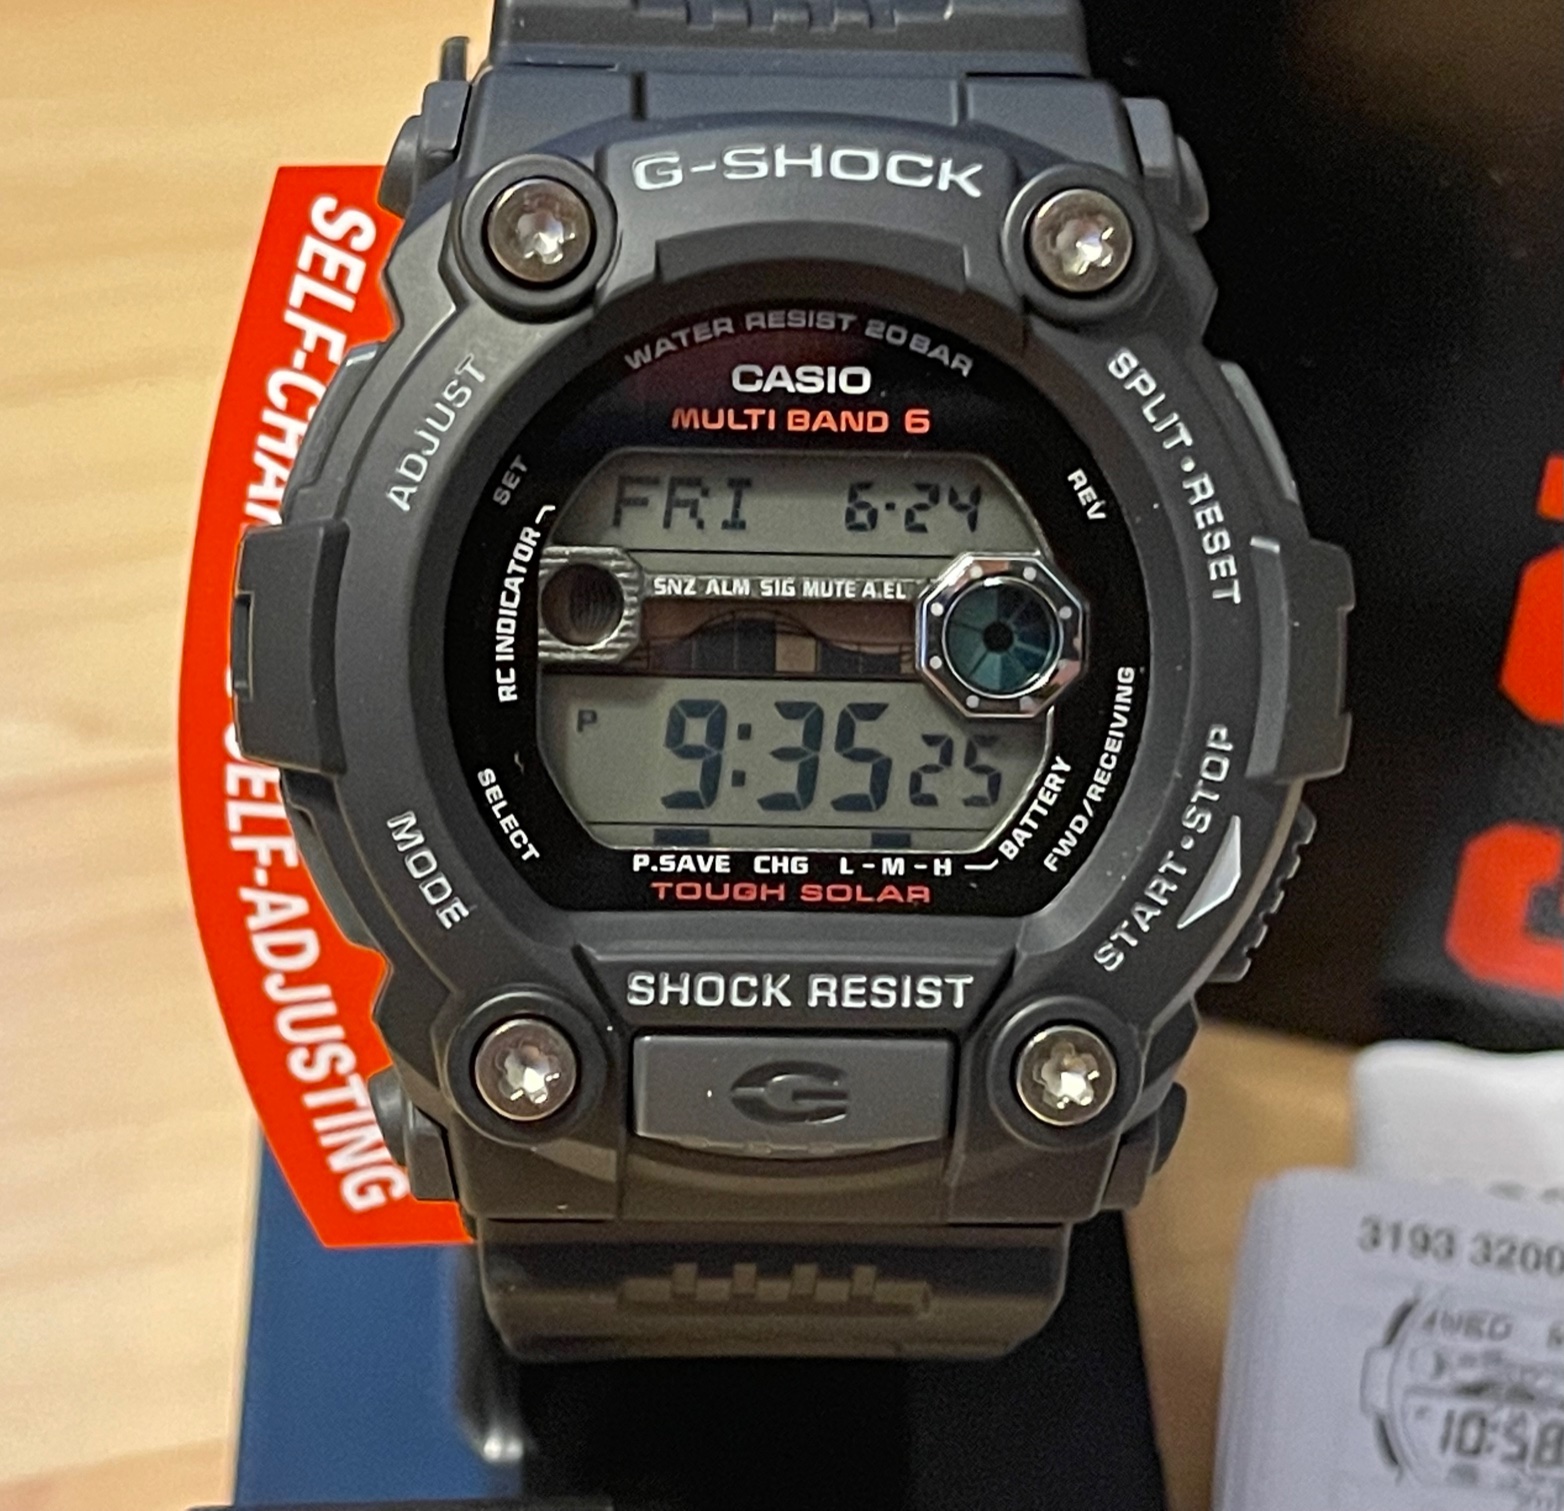 G-SHOCK
WATER RESIST 20BAR
CASIO
MULTI BAND 6
ADJUST
SET
REV
SPLIT•RESET
FRI 6-24
RC INDICATOR
SNZ ALM SIG MUTE A.EL
P 9:35 25
SELECT
MODE
BATTERY
FWD/RECEIVING
START•STOP
P.SAVE CHG L-M-H
TOUGH SOLAR
SHOCK RESIST
G
SELF-ADJUSTING
3193 3200
WED
10:58